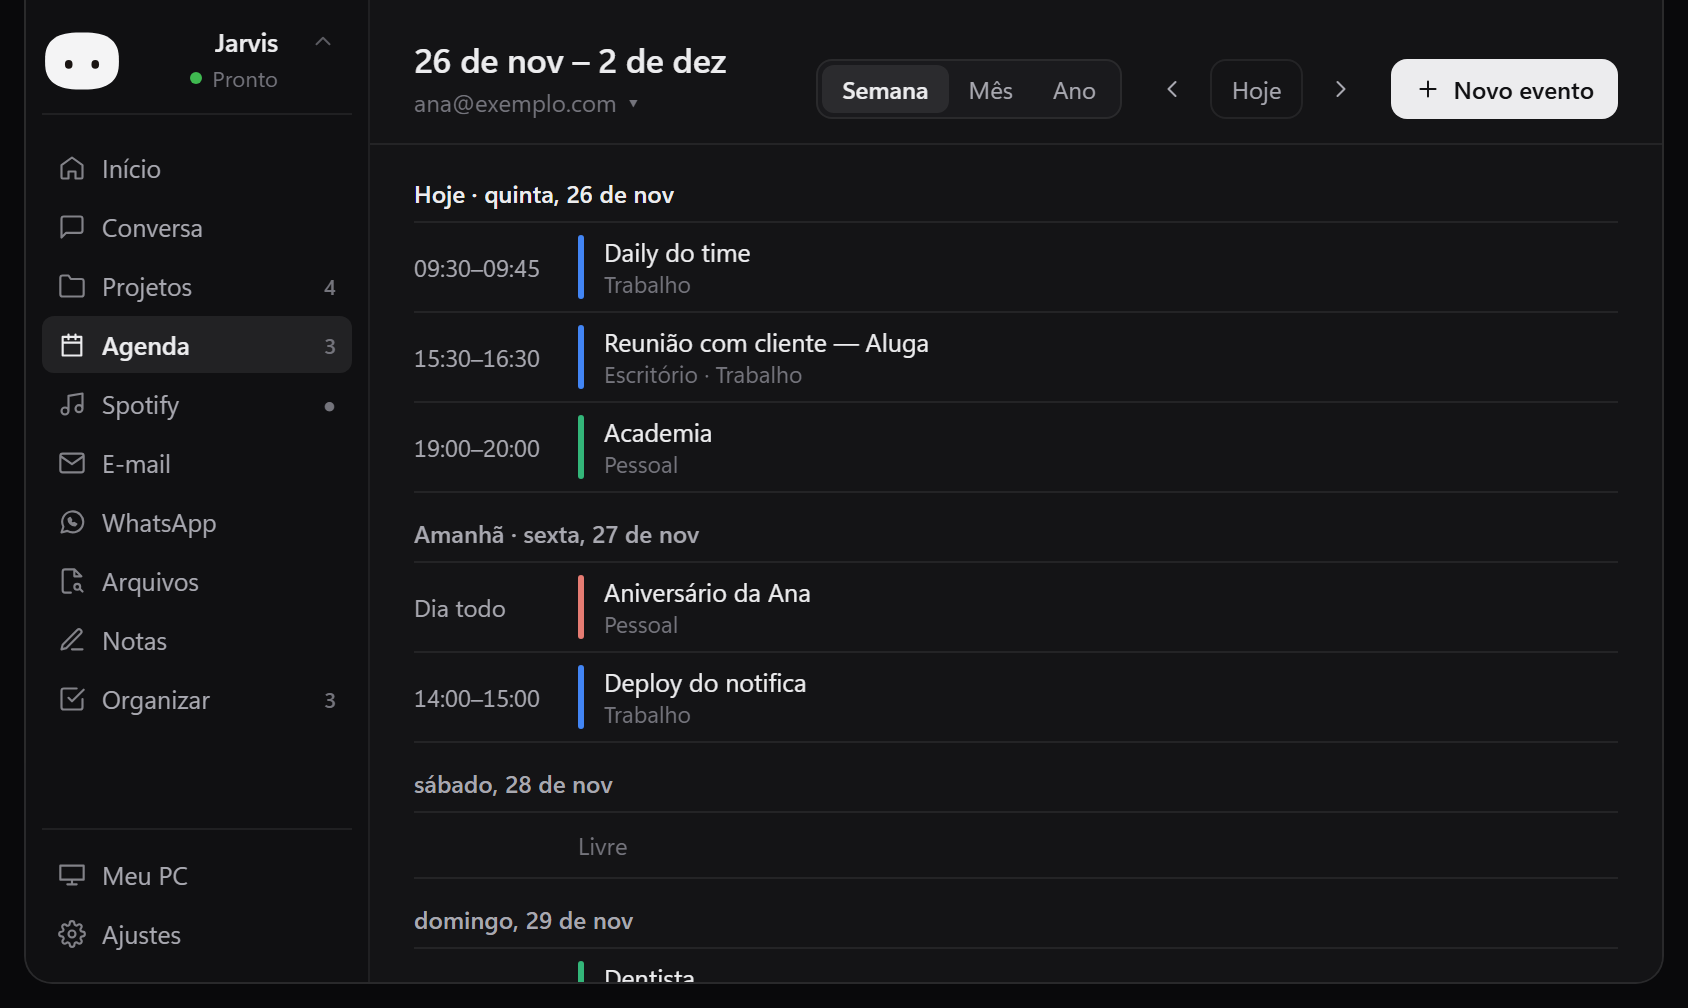 Jarvis
Pronto
Início
Conversa
Projetos 4
Agenda 3
Spotify
E-mail
WhatsApp
Arquivos
Notas
Organizar 3
Meu PC
Ajustes
26 de nov – 2 de dez
ana@exemplo.com
Semana Mês Ano
Hoje
+ Novo evento
Hoje · quinta, 26 de nov
09:30–09:45
Daily do time
Trabalho
15:30–16:30
Reunião com cliente — Aluga
Escritório · Trabalho
19:00–20:00
Academia
Pessoal
Amanhã · sexta, 27 de nov
Dia todo
Aniversário da Ana
Pessoal
14:00–15:00
Deploy do notifica
Trabalho
sábado, 28 de nov
Livre
domingo, 29 de nov
Dentista